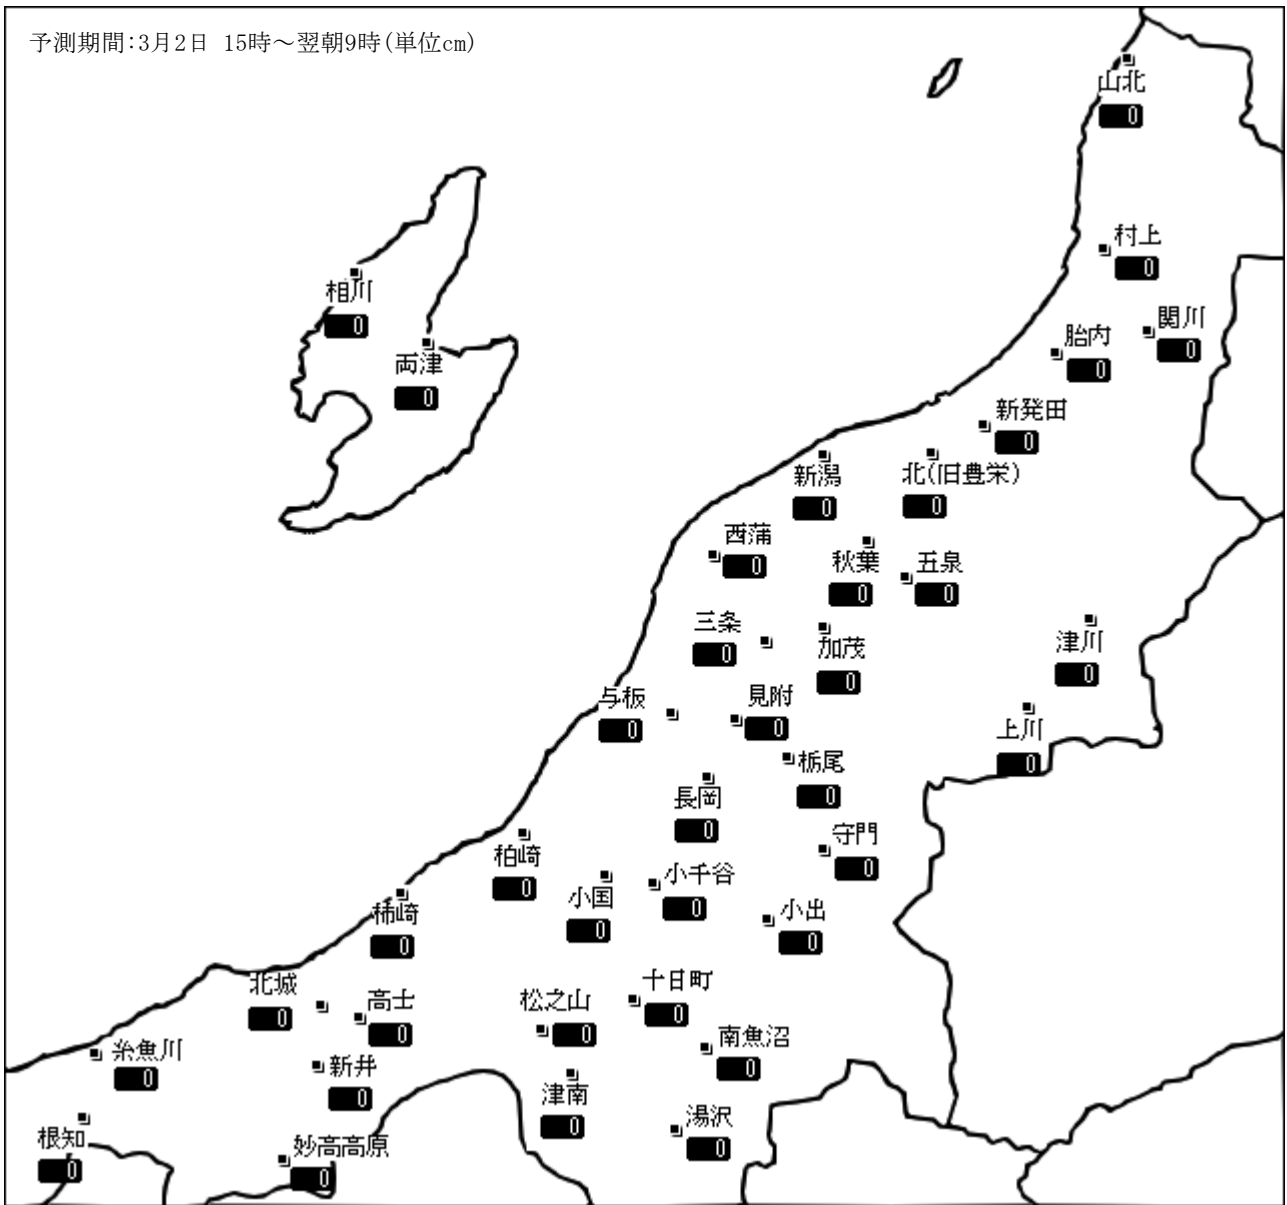 予測期間:3月2日 15時～翌朝9時(単位cm)
山北
0
村上
0
相川
0
関川
0
胎内
0
両津
0
新発田
0
新潟
0
北(旧豊栄)
0
西蒲
0
秋葉
0
五泉
0
三条
0
加茂
0
津川
0
与板
0
見附
0
上川
0
栃尾
0
長岡
0
守門
0
柏崎
0
小国
0
小千谷
0
小出
0
柿崎
0
北城
0
高士
0
松之山
0
十日町
0
南魚沼
0
糸魚川
0
新井
0
津南
0
湯沢
0
根知
0
妙高高原
0